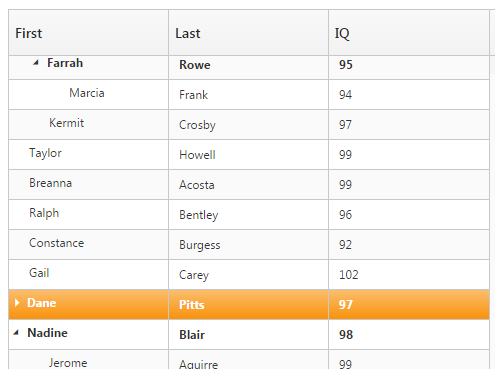 First Last IQ
Farrah Rowe 95
Marcia Frank 94
Kermit Crosby 97
Taylor Howell 99
Breanna Acosta 99
Ralph Bentley 96
Constance Burgess 92
Gail Carey 102
Dane Pitts 97
Nadine Blair 98
Jerome Aguirre 99